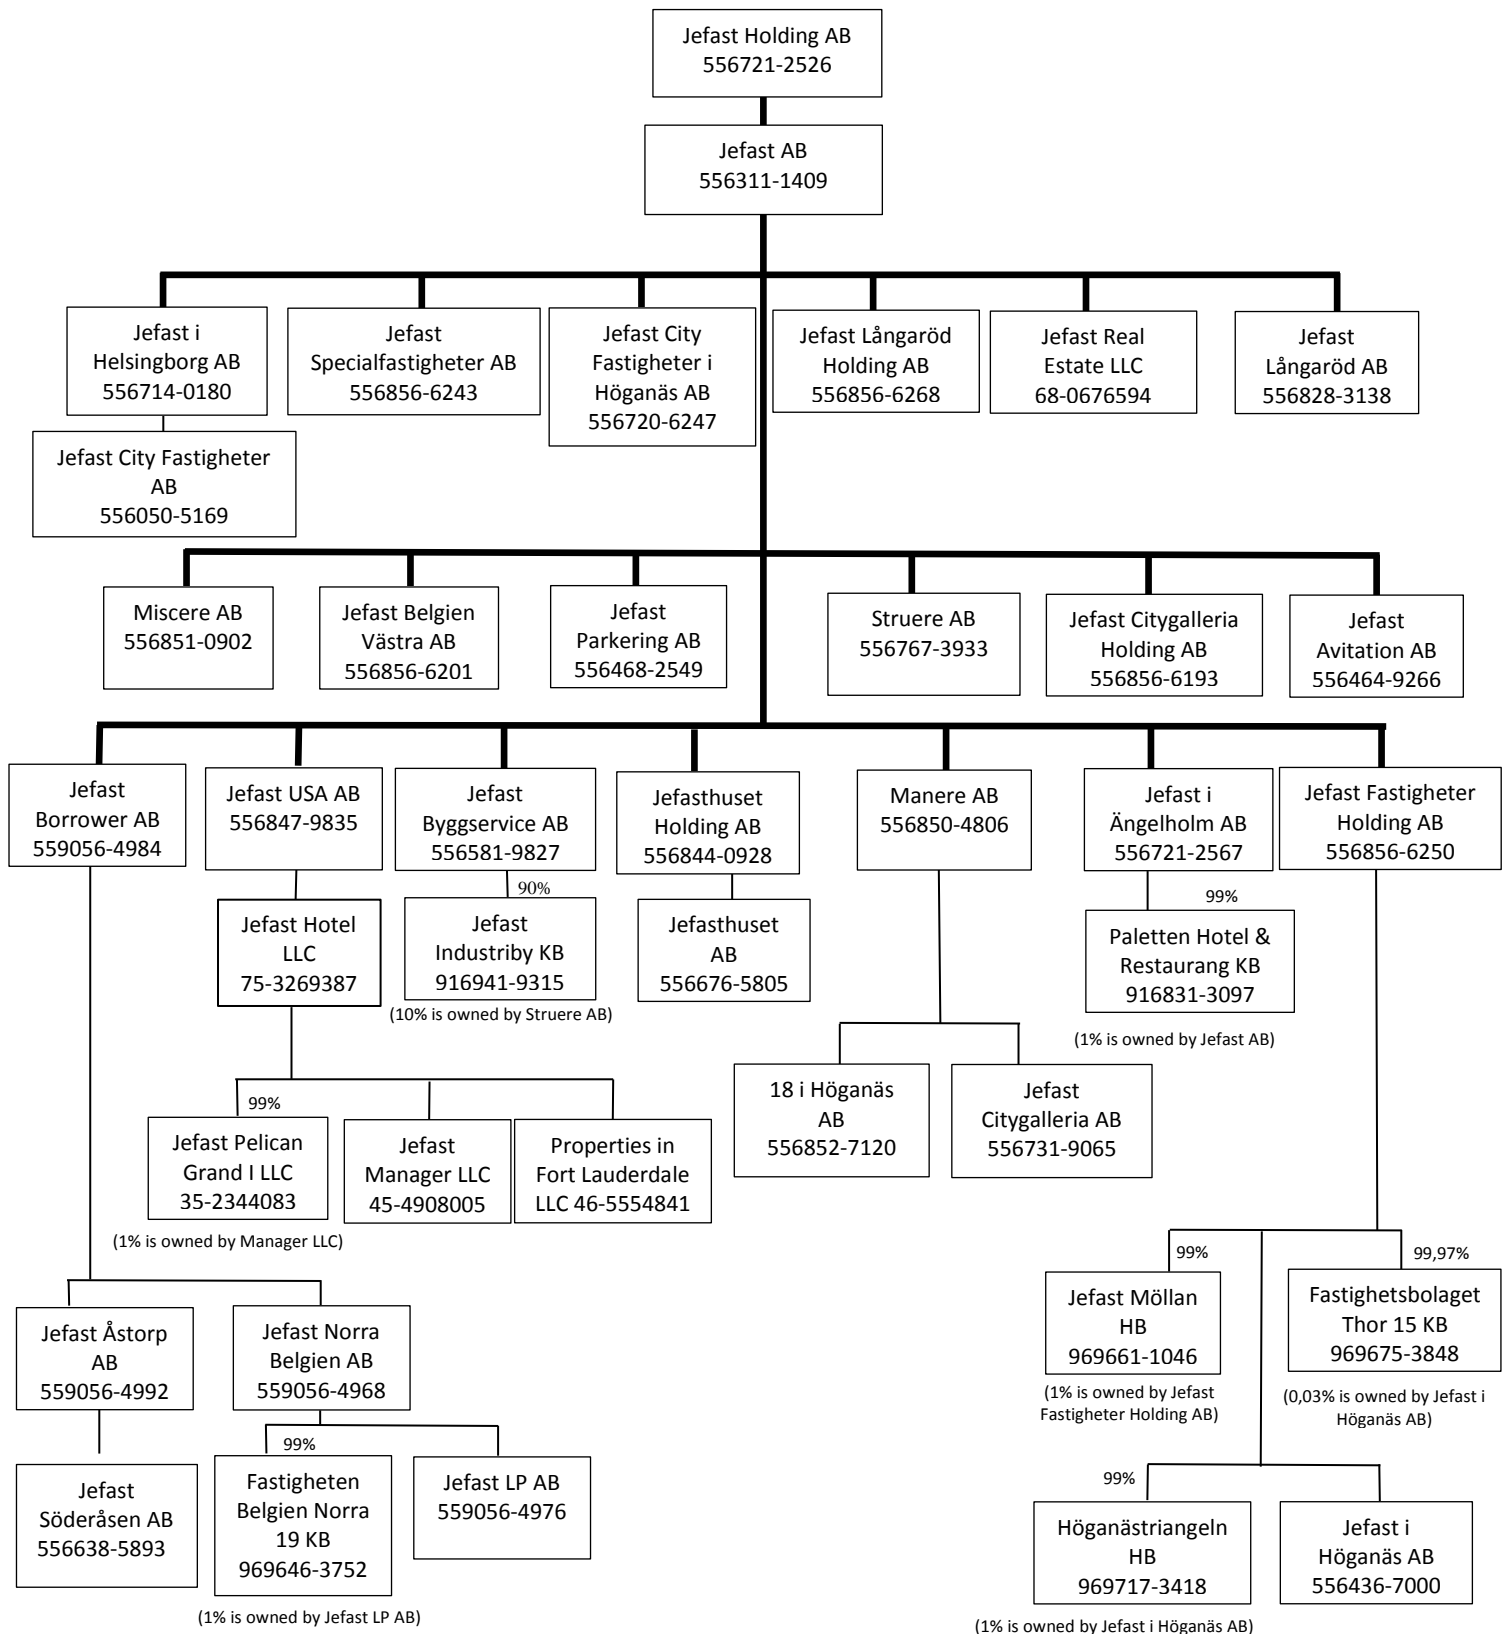 Jefast Holding AB
556721-2526
Jefast AB
556311-1409
Jefast i
Helsingborg AB
556714-0180
Jefast
Specialfastigheter AB
556856-6243
Jefast City
Fastigheter i
Höganäs AB
556720-6247
Jefast Långaröd
Holding AB
556856-6268
Jefast Real
Estate LLC
68-0676594
Jefast
Långaröd AB
556828-3138
Jefast City Fastigheter
AB
556050-5169
Miscere AB
556851-0902
Jefast Belgien
Västra AB
556856-6201
Jefast
Parkering AB
556468-2549
Struere AB
556767-3933
Jefast Citygalleria
Holding AB
556856-6193
Jefast
Avitation AB
556464-9266
Jefast
Borrower AB
559056-4984
Jefast USA AB
556847-9835
Jefast
Byggservice AB
556581-9827
Jefasthuset
Holding AB
556844-0928
Manere AB
556850-4806
Jefast i
Ängelholm AB
556721-2567
Jefast Fastigheter
Holding AB
556856-6250
Jefast Hotel
LLC
75-3269387
90%
Jefast
Industriby KB
916941-9315
(10% is owned by Struere AB)
Jefasthuset
AB
556676-5805
99%
Paletten Hotel &
Restaurang KB
916831-3097
(1% is owned by Jefast AB)
18 i Höganäs
AB
556852-7120
Jefast
Citygalleria AB
556731-9065
99%
Jefast Pelican
Grand I LLC
35-2344083
(1% is owned by Manager LLC)
Jefast
Manager LLC
45-4908005
Properties in
Fort Lauderdale
LLC 46-5554841
99%
Jefast Möllan
HB
969661-1046
(1% is owned by Jefast
Fastigheter Holding AB)
99,97%
Fastighetsbolaget
Thor 15 KB
969675-3848
(0,03% is owned by Jefast i
Höganäs AB)
Jefast Åstorp
AB
559056-4992
Jefast Norra
Belgien AB
559056-4968
Jefast
Söderåsen AB
556638-5893
99%
Fastigheten
Belgien Norra
19 KB
969646-3752
(1% is owned by Jefast LP AB)
Jefast LP AB
559056-4976
99%
Höganästriangeln
HB
969717-3418
(1% is owned by Jefast i Höganäs AB)
Jefast i
Höganäs AB
556436-7000